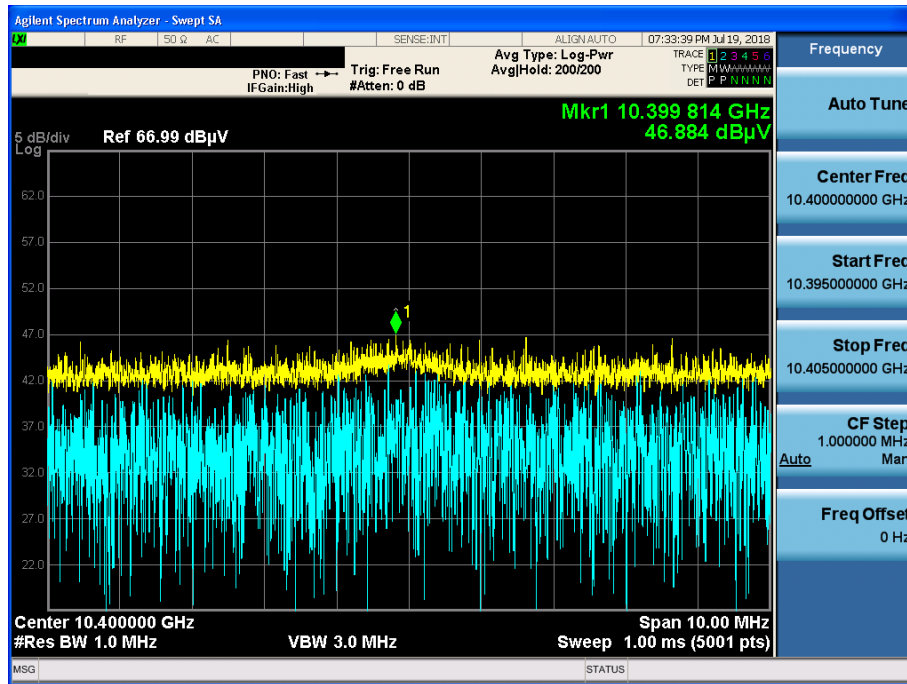 Agilent Spectrum Analyzer - Swept SA
LXI RF 50 Ω AC SENSE:INT ALIGN AUTO 07:33:39 PM Jul 19, 2018
Frequency
PNO: Fast Trig: Free Run Avg Type: Log-Pwr TRACE 1 2 3 4 5 6
IFGain:High #Atten: 0 dB Avg|Hold: 200/200 TYPE M W
DET P P N N N N
Auto Tune
Mkr1 10.399 814 GHz
46.884 dBµV
5 dB/div Ref 66.99 dBµV
Log
Center Freq
10.400000000 GHz
62.0
57.0
52.0
47.0
42.0
37.0
32.0
27.0
22.0
1
Start Freq
10.395000000 GHz
Stop Freq
10.405000000 GHz
CF Step
1.000000 MHz
Auto Man
Freq Offset
0 Hz
Center 10.400000 GHz Span 10.00 MHz
#Res BW 1.0 MHz VBW 3.0 MHz Sweep 1.00 ms (5001 pts)
MSG STATUS